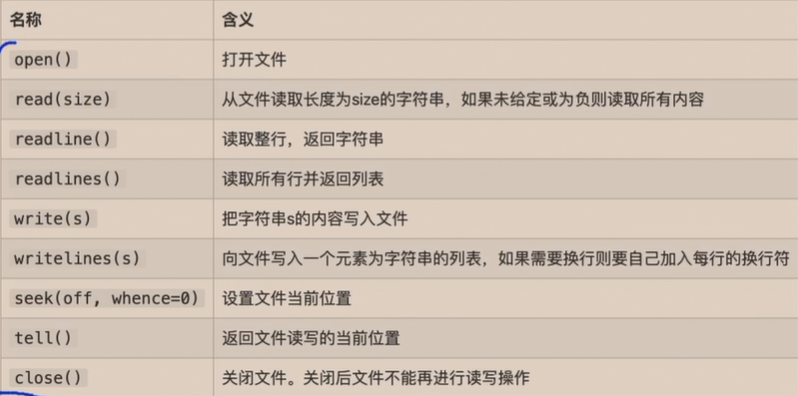 名称 含义
open() 打开文件
read(size) 从文件读取长度为size的字符串，如果未给定或为负则读取所有内容
readline() 读取整行，返回字符串
readlines() 读取所有行并返回列表
write(s) 把字符串s的内容写入文件
writelines(s) 向文件写入一个元素为字符串的列表，如果需要换行则要自己加入每行的换行符
seek(off, whence=0) 设置文件当前位置
tell() 返回文件读写的当前位置
close() 关闭文件。关闭后文件不能再进行读写操作